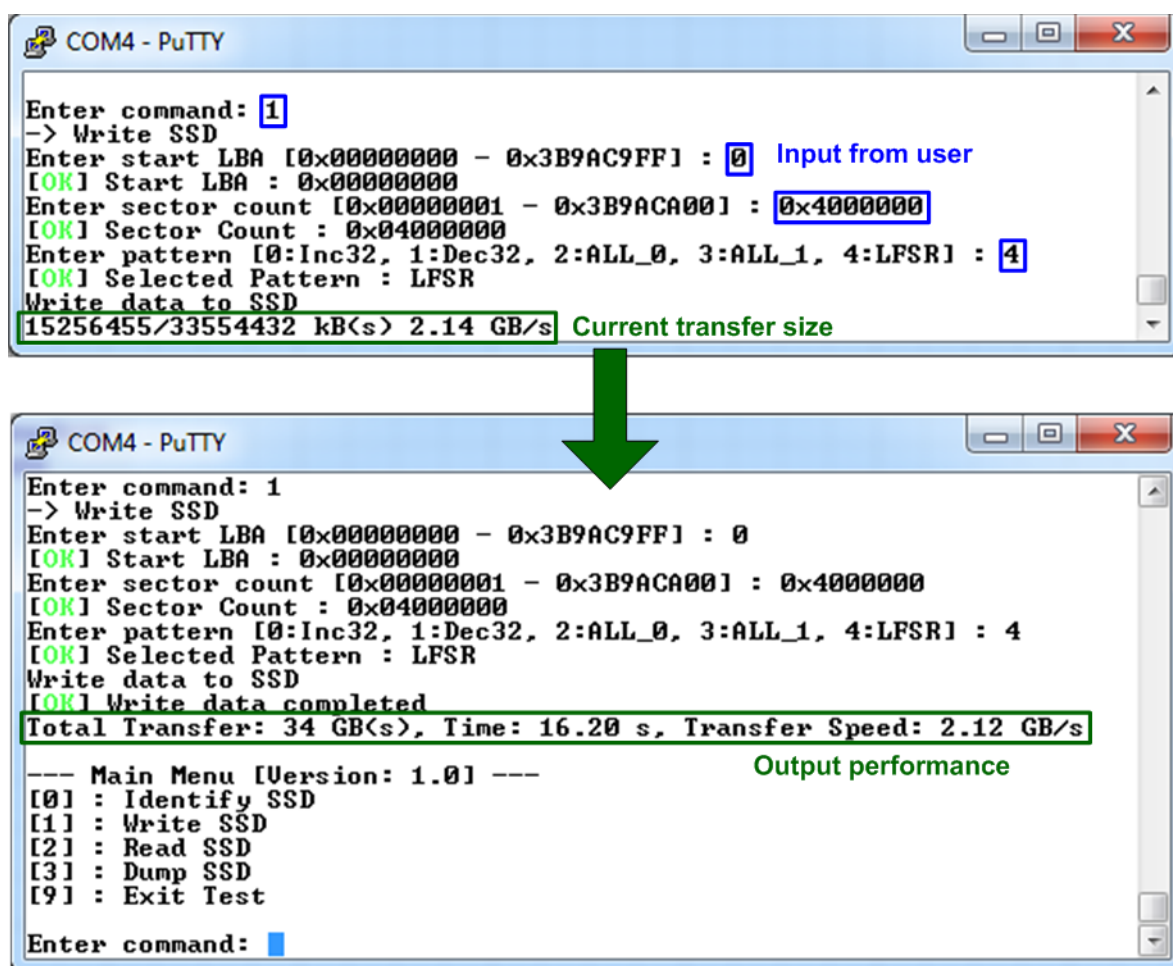 COM4 - PuTTY
Enter command: 1
-> Write SSD
Enter start LBA [0x00000000 - 0x3B9AC9FF] : 0 Input from user
[OK] Start LBA : 0x00000000
Enter sector count [0x00000001 - 0x3B9ACA00] : 0x4000000
[OK] Sector Count : 0x04000000
Enter pattern [0:Inc32, 1:Dec32, 2:ALL_0, 3:ALL_1, 4:LFSR] : 4
[OK] Selected Pattern : LFSR
Write data to SSD
15256455/33554432 kB(s) 2.14 GB/s Current transfer size
COM4 - PuTTY
Enter command: 1
-> Write SSD
Enter start LBA [0x00000000 - 0x3B9AC9FF] : 0
[OK] Start LBA : 0x00000000
Enter sector count [0x00000001 - 0x3B9ACA00] : 0x4000000
[OK] Sector Count : 0x04000000
Enter pattern [0:Inc32, 1:Dec32, 2:ALL_0, 3:ALL_1, 4:LFSR] : 4
[OK] Selected Pattern : LFSR
Write data to SSD
[OK] Write data completed
Total Transfer: 34 GB(s), Time: 16.20 s, Transfer Speed: 2.12 GB/s
Output performance
--- Main Menu [Version: 1.0] ---
[0] : Identify SSD
[1] : Write SSD
[2] : Read SSD
[3] : Dump SSD
[9] : Exit Test
Enter command: